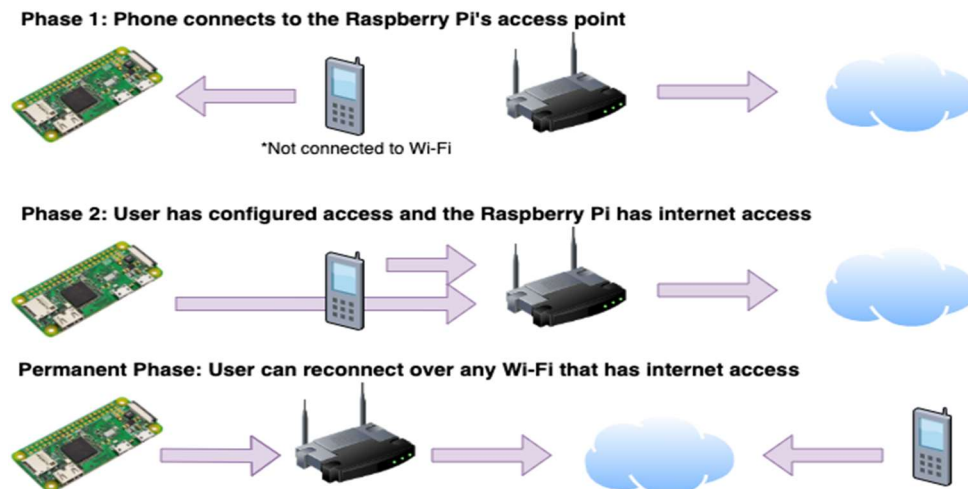 Phase 1: Phone connects to the Raspberry Pi's access point
*Not connected to Wi-Fi
Phase 2: User has configured access and the Raspberry Pi has internet access
Permanent Phase: User can reconnect over any Wi-Fi that has internet access